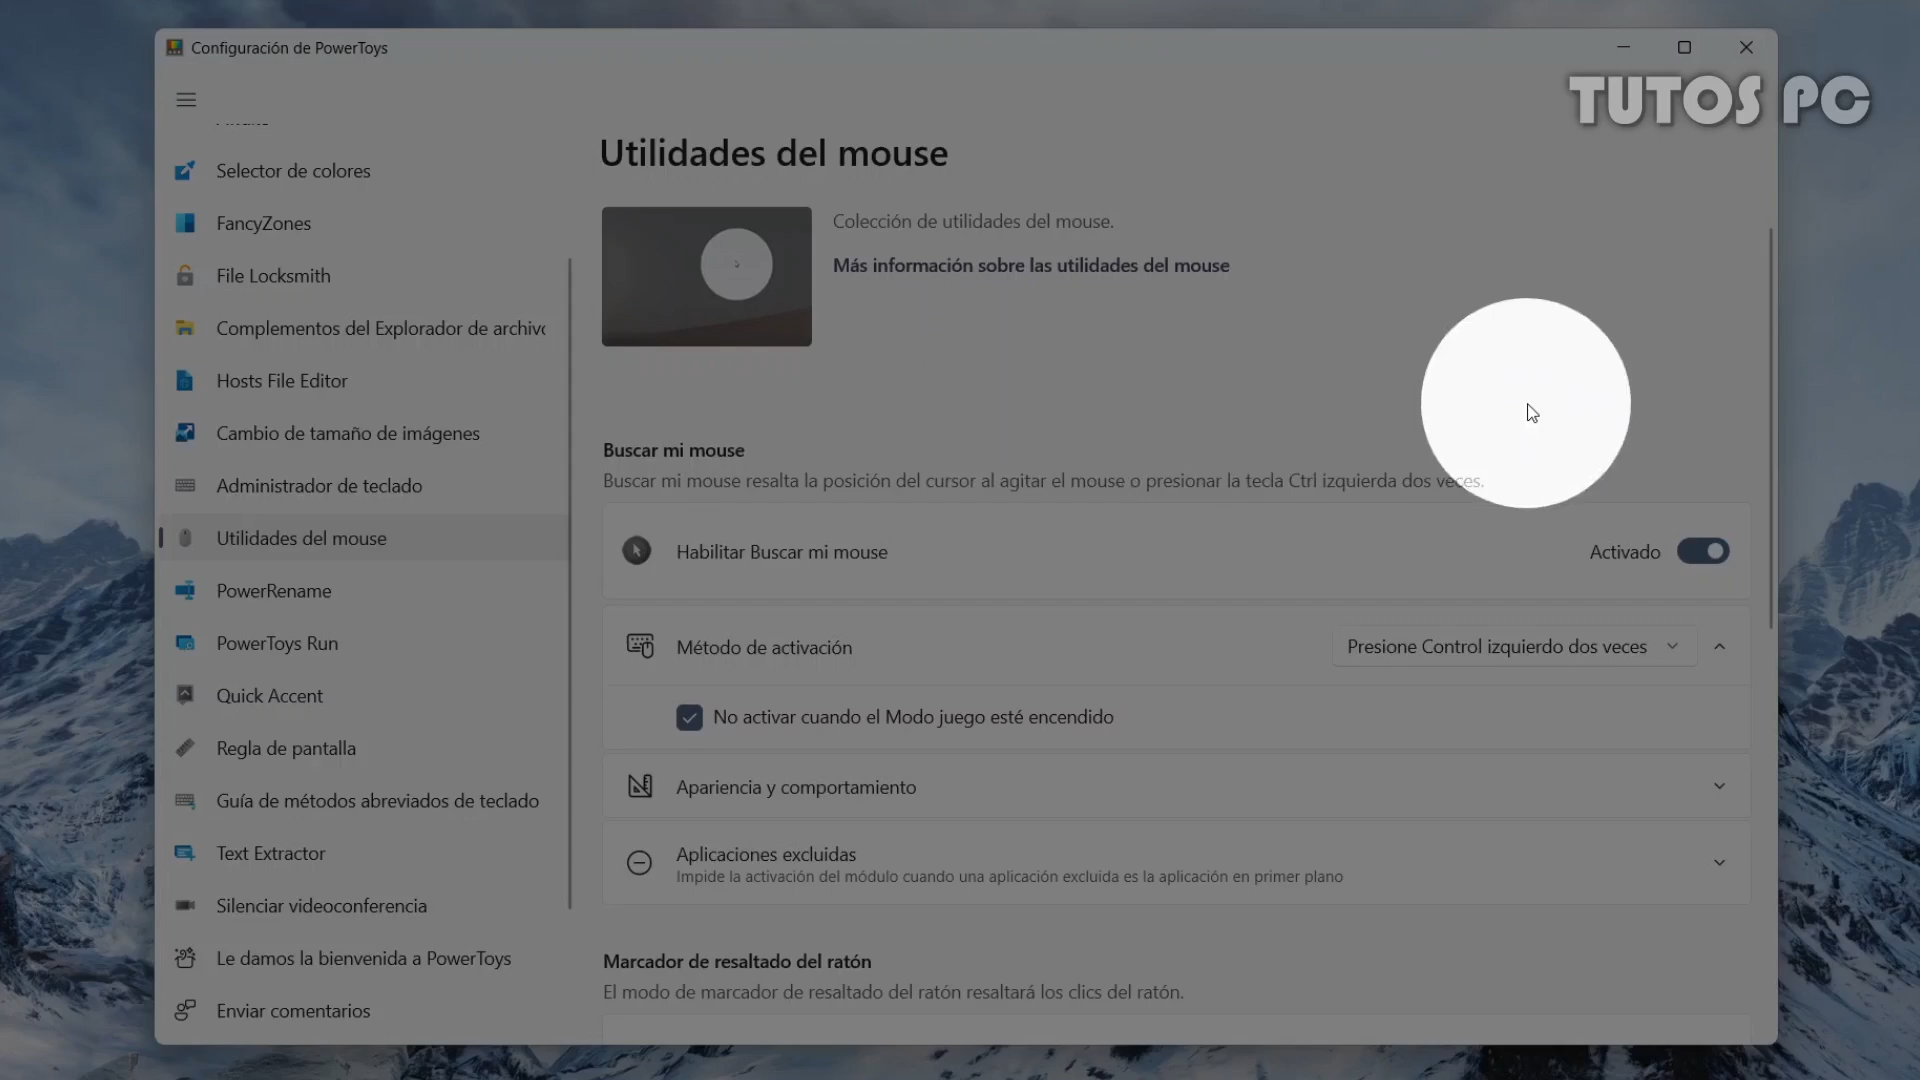 Configuración de PowerToys
TUTOS PC
Selector de colores
FancyZones
File Locksmith
Complementos del Explorador de archivo
Hosts File Editor
Cambio de tamaño de imágenes
Administrador de teclado
Utilidades del mouse
PowerRename
PowerToys Run
Quick Accent
Regla de pantalla
Guía de métodos abreviados de teclado
Text Extractor
Silenciar videoconferencia
Le damos la bienvenida a PowerToys
Enviar comentarios
Utilidades del mouse
Colección de utilidades del mouse.
Más información sobre las utilidades del mouse
Buscar mi mouse
Buscar mi mouse resalta la posición del cursor al agitar el mouse o presionar la tecla Ctrl izquierda dos veces.
Habilitar Buscar mi mouse
Activado
Método de activación
Presione Control izquierdo dos veces
No activar cuando el Modo juego esté encendido
Apariencia y comportamiento
Aplicaciones excluidas
Impide la activación del módulo cuando una aplicación excluida es la aplicación en primer plano
Marcador de resaltado del ratón
El modo de marcador de resaltado del ratón resaltará los clics del ratón.